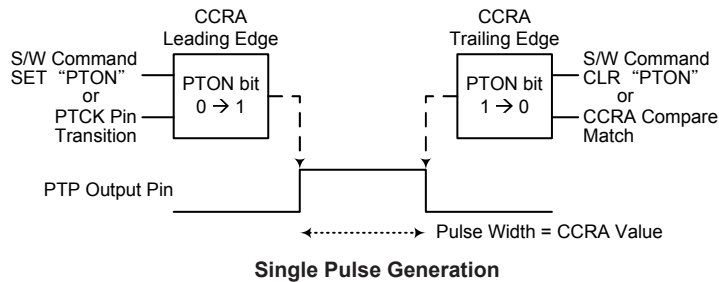 CCRA
Leading Edge
CCRA
Trailing Edge
S/W Command
SET “PTON”
or
PTCK Pin
Transition
PTON bit
0 → 1
PTON bit
1 → 0
S/W Command
CLR “PTON”
or
CCRA Compare
Match
PTP Output Pin
Pulse Width = CCRA Value
Single Pulse Generation